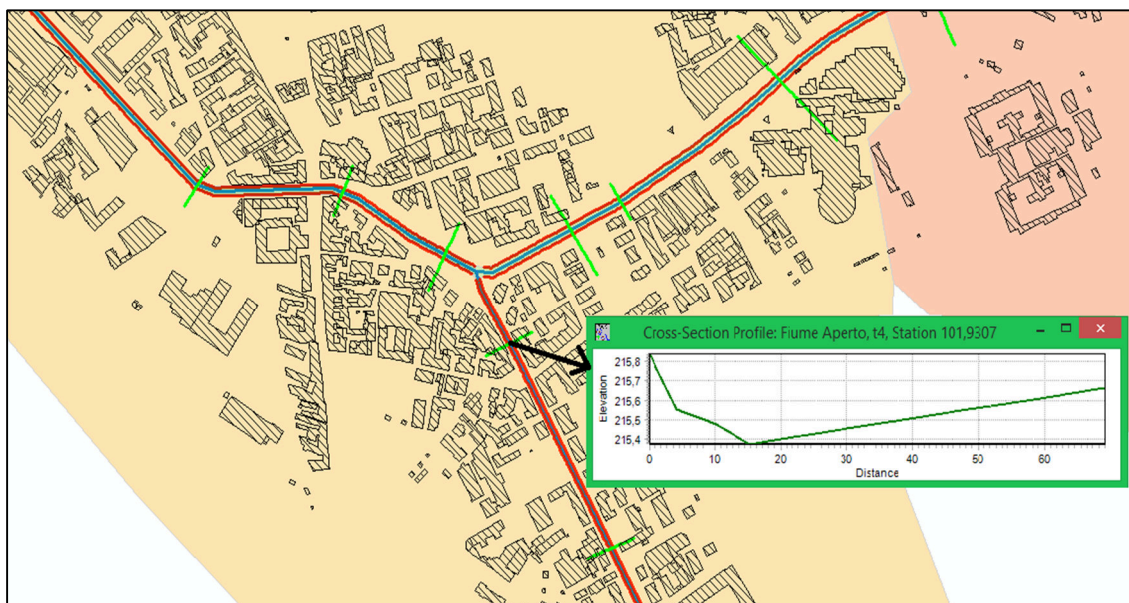 Cross-Section Profile: Fiume Aperto, t4, Station 101,9307
Elevation
215,8
215,7
215,6
215,5
215,4
0 10 20 30 40 50 60
Distance